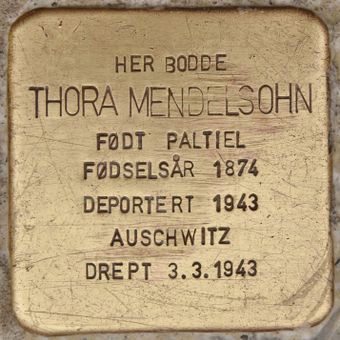 HER BODDE
THORA MENDELSOHN
FØDT PALTIEL
FØDSELSÅR 1874
DEPORTERT 1943
AUSCHWITZ
DREPT 3.3.1943